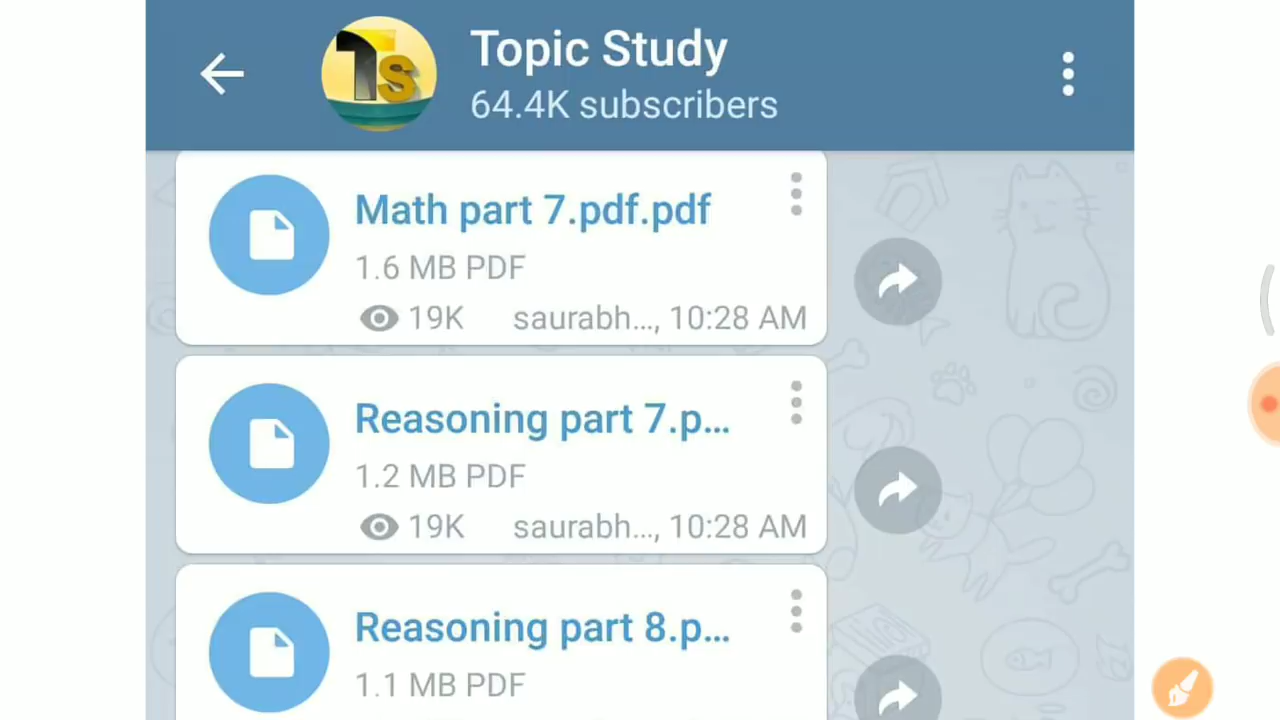 Topic Study
64.4K subscribers
Ts
Math part 7.pdf.pdf
1.6 MB PDF
19K saurabh..., 10:28 AM
Reasoning part 7.p...
1.2 MB PDF
19K saurabh..., 10:28 AM
Reasoning part 8.p...
1.1 MB PDF